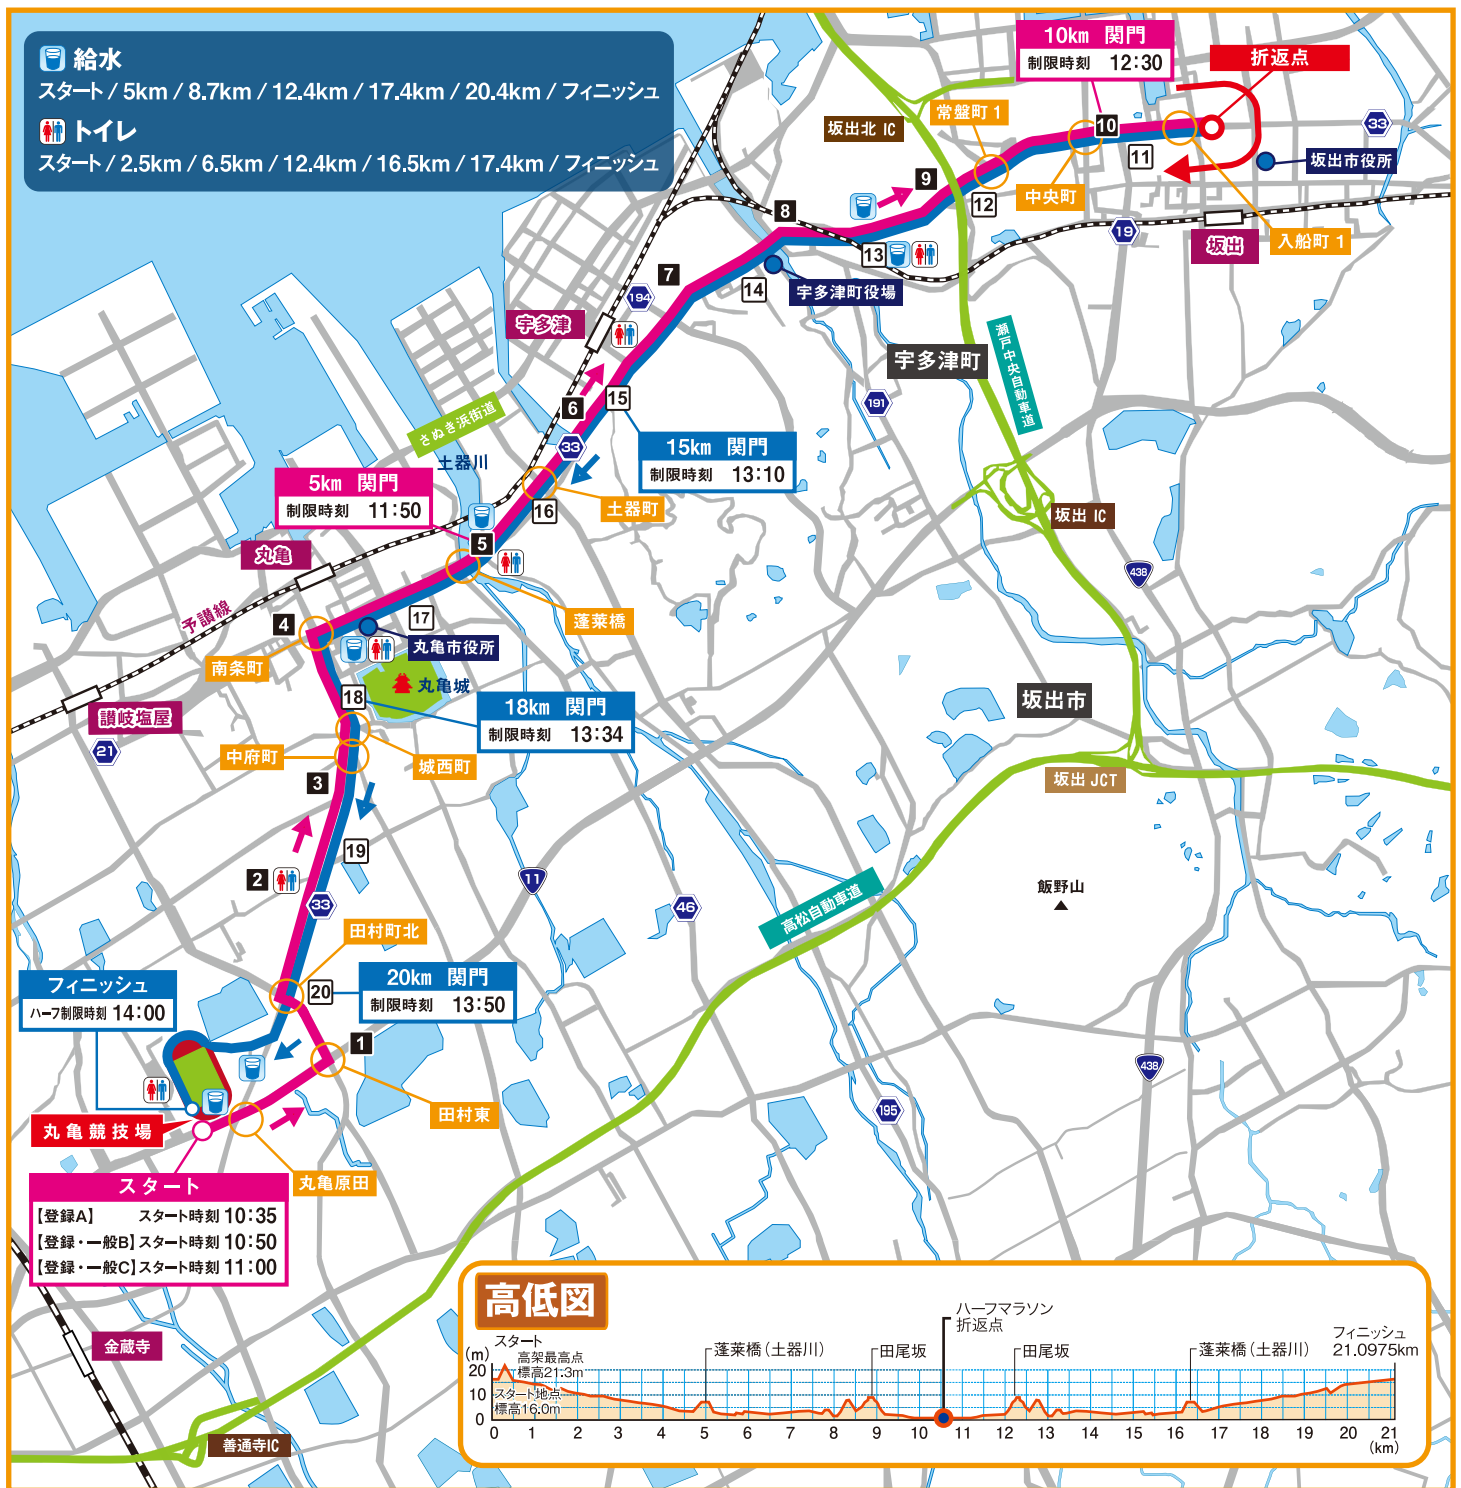 給水
スタート / 5km / 8.7km / 12.4km / 17.4km / 20.4km / フィニッシュ
トイレ
スタート / 2.5km / 6.5km / 12.4km / 16.5km / 17.4km / フィニッシュ
10km 関門
制限時刻 12:30
折返点
常盤町 1
坂出北 IC
10
33
11
坂出市役所
9
中央町
12
8
19
坂出
入船町 1
13
7
14
宇多津町役場
194
宇多津
瀬戸中央自動車道
宇多津町
6
15
191
さぬき浜街道
33
15km 関門
制限時刻 13:10
土器川
5km 関門
制限時刻 11:50
16
土器町
坂出 IC
5
丸亀
438
予讃線
4
17
蓬莱橋
丸亀市役所
南条町
丸亀城
18
坂出市
讃岐塩屋
18km 関門
制限時刻 13:34
21
中府町
城西町
3
坂出 JCT
19
2
11
飯野山
33
46
高松自動車道
田村町北
フィニッシュ
ハーフ制限時刻 14:00
20
20km 関門
制限時刻 13:50
1
438
田村東
195
丸亀競技場
丸亀原田
スタート
【登録A】 スタート時刻 10:35
【登録・一般B】 スタート時刻 10:50
【登録・一般C】 スタート時刻 11:00
金蔵寺
善通寺IC
高低図
ハーフマラソン
折返点
スタート
フィニッシュ
21.0975km
(m)
高架最高点
標高21.3m
蓬莱橋（土器川）
田尾坂
田尾坂
蓬莱橋（土器川）
20
10
0
スタート地点
標高16.0m
0 1 2 3 4 5 6 7 8 9 10 11 12 13 14 15 16 17 18 19 20 21
(km)